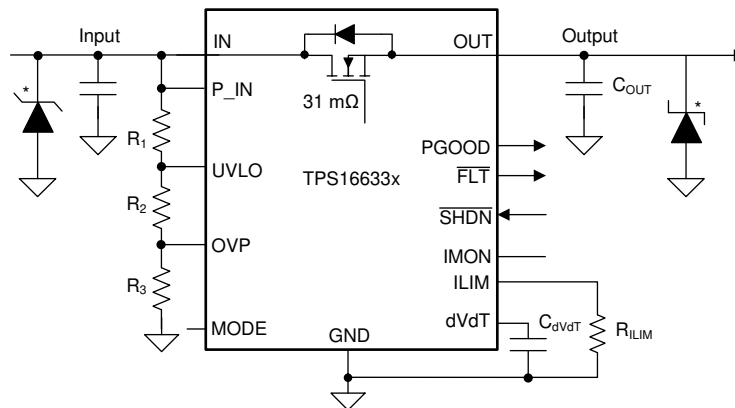 Input
IN
OUT
Output
*
P_IN
31 mΩ
C_OUT
*
R1
PGOOD
UVLO
TPS16633x
FLT
R2
SHDN
OVP
IMON
R3
ILIM
MODE
dVdT
CdVdT
RILIM
GND